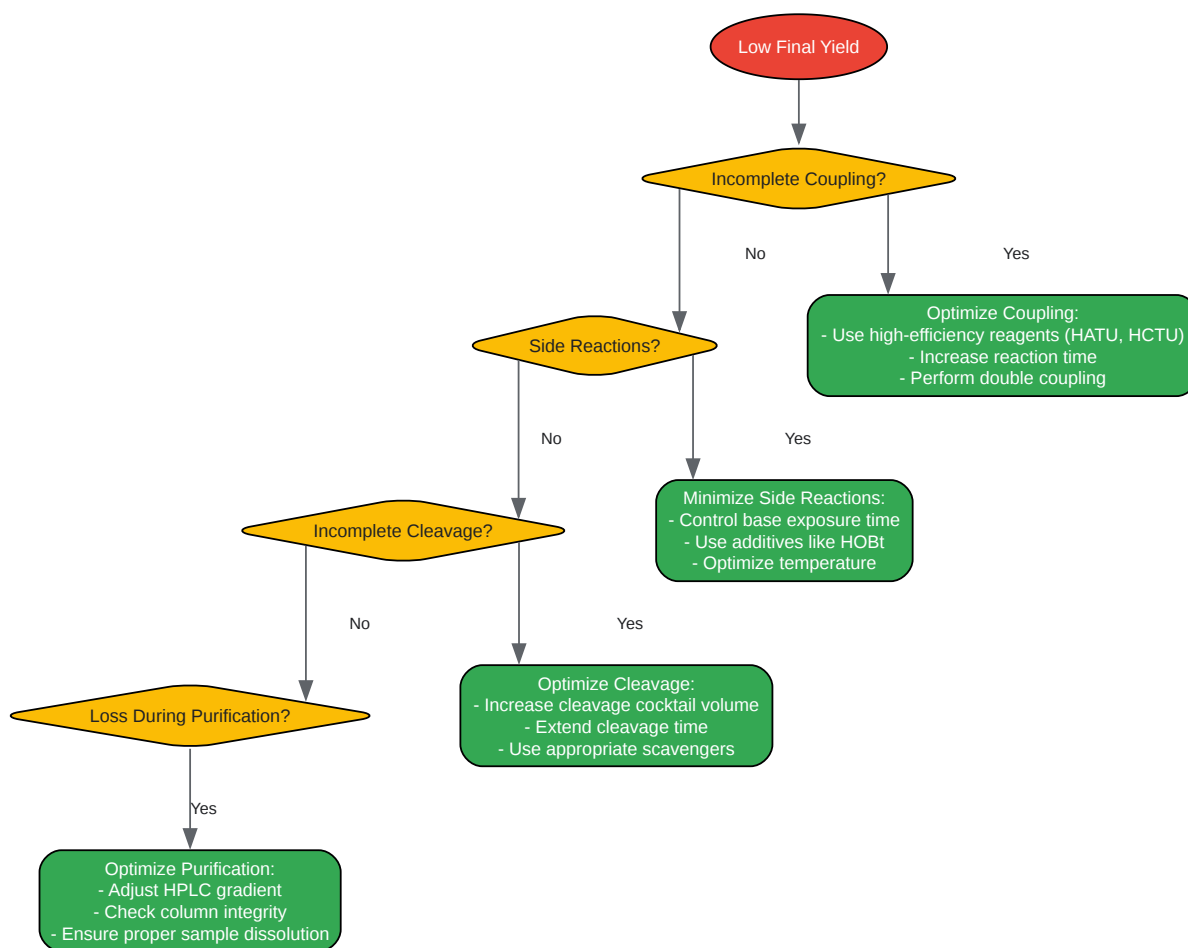 Low Final Yield
Incomplete Coupling?
No
Yes
Optimize Coupling:
- Use high-efficiency reagents (HATU, HCTU)
- Increase reaction time
- Perform double coupling
Side Reactions?
No
Yes
Minimize Side Reactions:
- Control base exposure time
- Use additives like HOBt
- Optimize temperature
Incomplete Cleavage?
No
Yes
Optimize Cleavage:
- Increase cleavage cocktail volume
- Extend cleavage time
- Use appropriate scavengers
Loss During Purification?
Yes
Optimize Purification:
- Adjust HPLC gradient
- Check column integrity
- Ensure proper sample dissolution